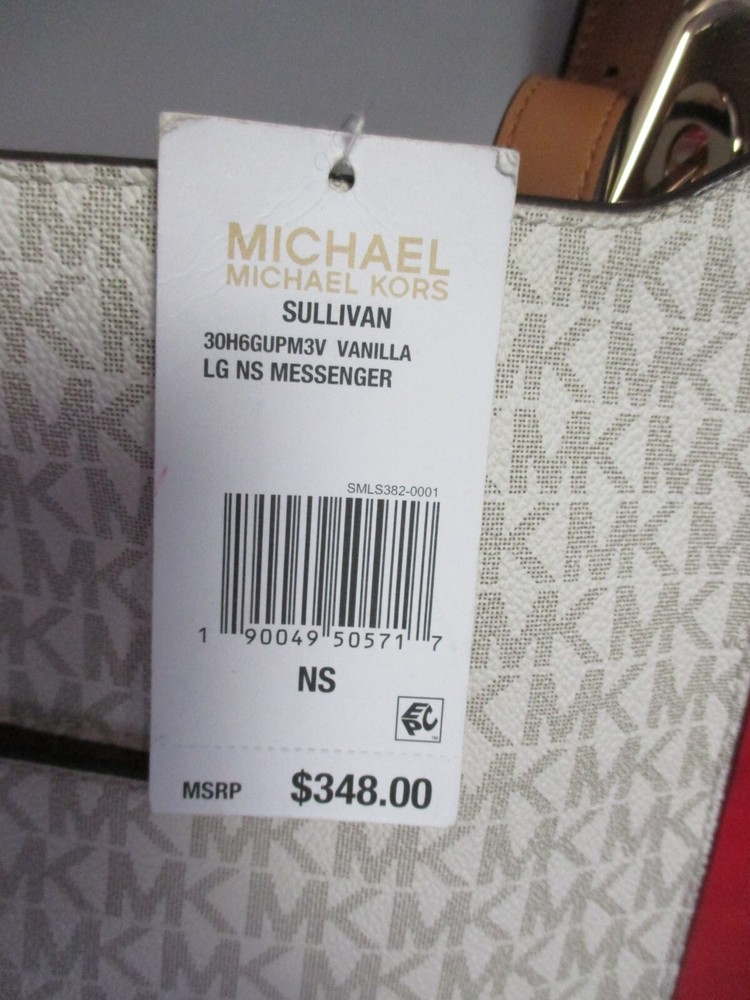 MICHAEL
MICHAEL KORS
SULLIVAN
30H6GUPM3V VANILLA
LG NS MESSENGER
SMLS382-0001
1 90049 50571 7
NS
EPC
MSRP $348.00